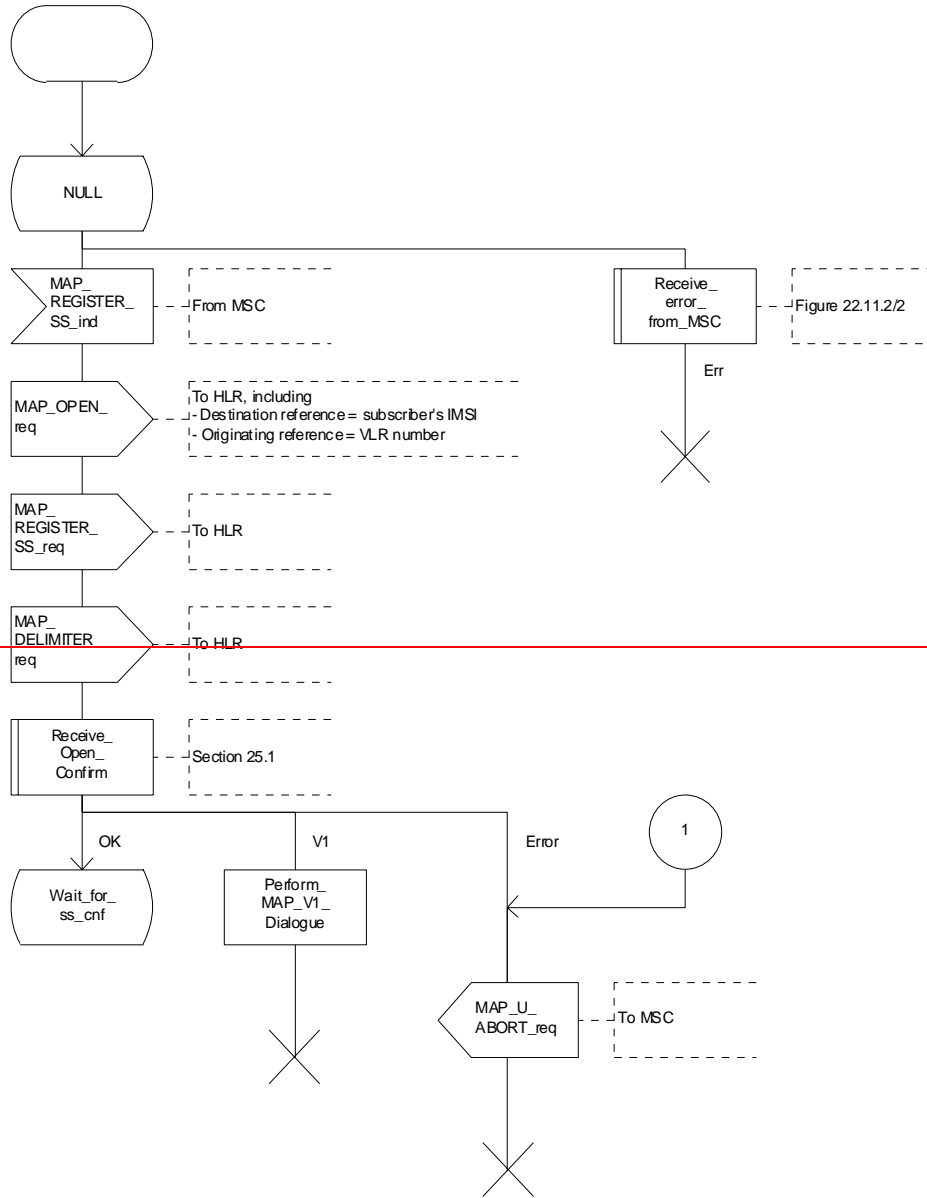 NULL
MAP_
REGISTER_
SS_ind
From MSC
Receive_
error_
from_MSC
Figure 22.11.2/2
Err
MAP_OPEN_
req
To HLR, including
- Destination reference = subscriber's IMSI
- Originating reference = VLR number
MAP_
REGISTER_
SS_req
To HLR
MAP_
DELIMITER
req
To HLR
Receive_
Open_
Confirm
Section 25.1
OK
V1
Error
1
Wait_for_
ss_cnf
Perform_
MAP_V1_
Dialogue
MAP_U_
ABORT_req
To MSC